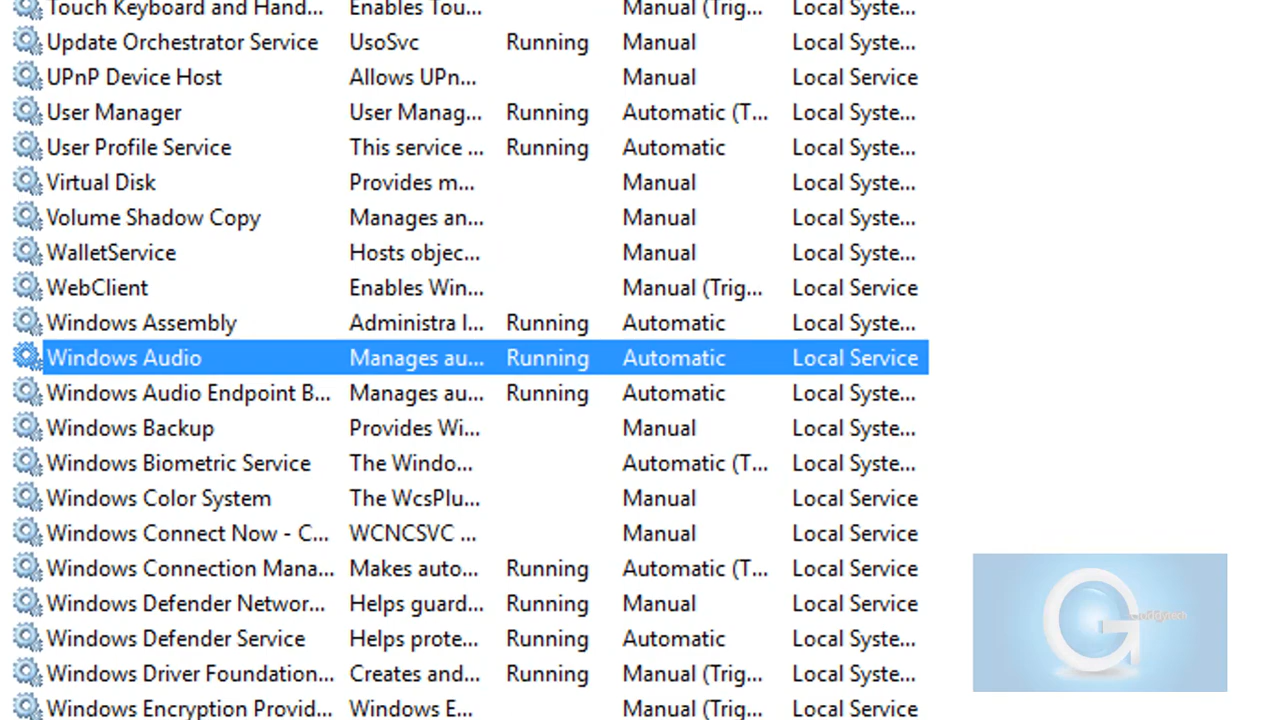 Touch Keyboard and Hand... Enables Tou... Manual (Trig... Local Syste...
Update Orchestrator Service UsoSvc Running Manual Local Syste...
UPnP Device Host Allows UPn... Manual Local Service
User Manager User Manag... Running Automatic (T... Local Syste...
User Profile Service This service ... Running Automatic Local Syste...
Virtual Disk Provides m... Manual Local Syste...
Volume Shadow Copy Manages an... Manual Local Syste...
WalletService Hosts objec... Manual Local Syste...
WebClient Enables Win... Manual (Trig... Local Service
Windows Assembly Administra l... Running Automatic Local Syste...
Windows Audio Manages au... Running Automatic Local Service
Windows Audio Endpoint B... Manages au... Running Automatic Local Syste...
Windows Backup Provides Wi... Manual Local Syste...
Windows Biometric Service The Windo... Automatic (T... Local Syste...
Windows Color System The WcsPlu... Manual Local Service
Windows Connect Now - C... WCNCSVC ... Manual Local Service
Windows Connection Mana... Makes auto... Running Automatic (T... Local Service
Windows Defender Networ... Helps guard... Running Manual Local Service
Windows Defender Service Helps prote... Running Automatic Local Syste...
Windows Driver Foundation... Creates and... Running Manual (Trig... Local Syste...
Windows Encryption Provid... Windows E... Manual (Trig... Local Service
G